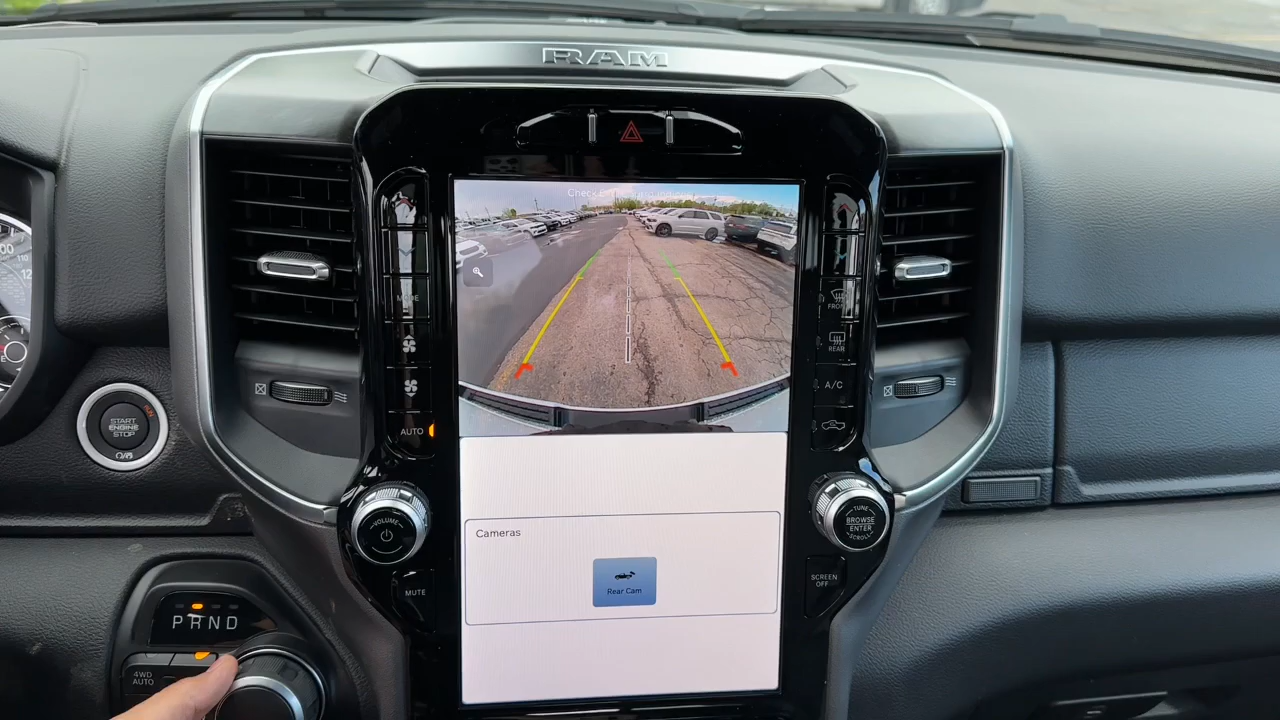 RAM
MODE
FRONT
REAR
A/C
AUTO
START
ENGINE
STOP
VOLUME
TUNE
BROWSE
ENTER
SCROLL
Cameras
Rear Cam
MUTE
SCREEN
OFF
PRND
4WD
AUTO